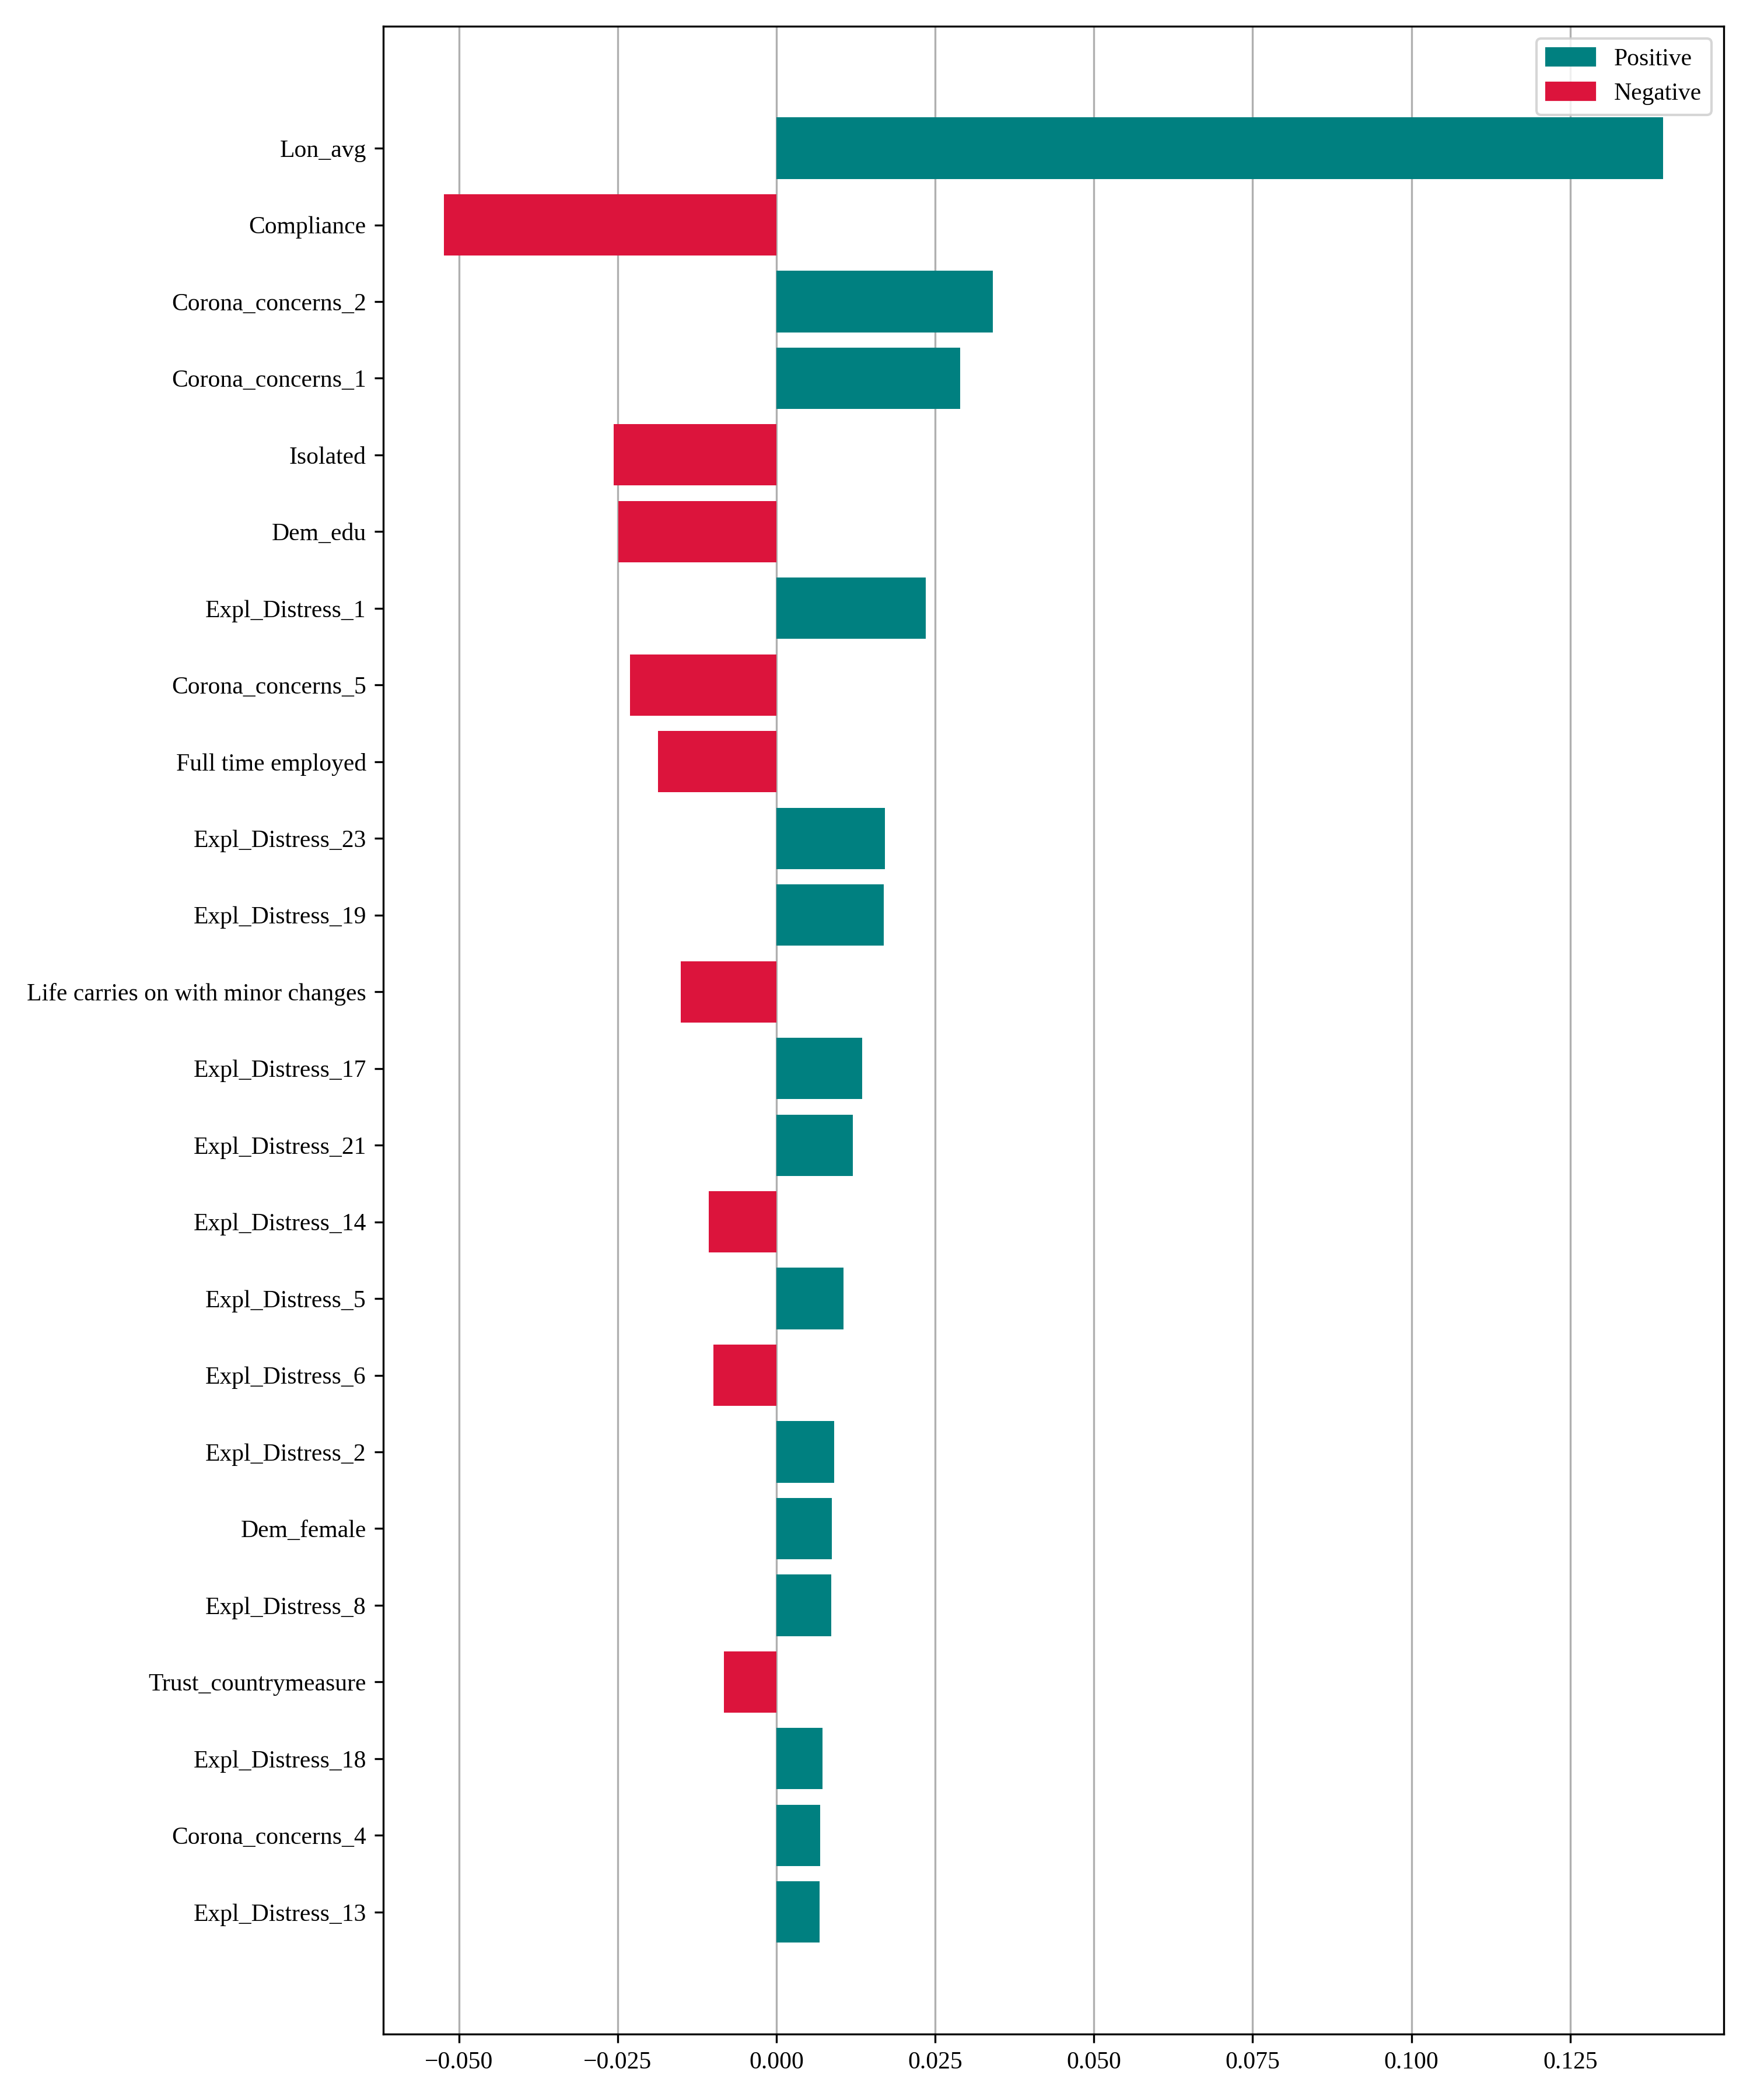 Positive
Negative
Lon_avg
Compliance
Corona_concerns_2
Corona_concerns_1
Isolated
Dem_edu
Expl_Distress_1
Corona_concerns_5
Full time employed
Expl_Distress_23
Expl_Distress_19
Life carries on with minor changes
Expl_Distress_17
Expl_Distress_21
Expl_Distress_14
Expl_Distress_5
Expl_Distress_6
Expl_Distress_2
Dem_female
Expl_Distress_8
Trust_countrymeasure
Expl_Distress_18
Corona_concerns_4
Expl_Distress_13
−0.050 −0.025 0.000 0.025 0.050 0.075 0.100 0.125